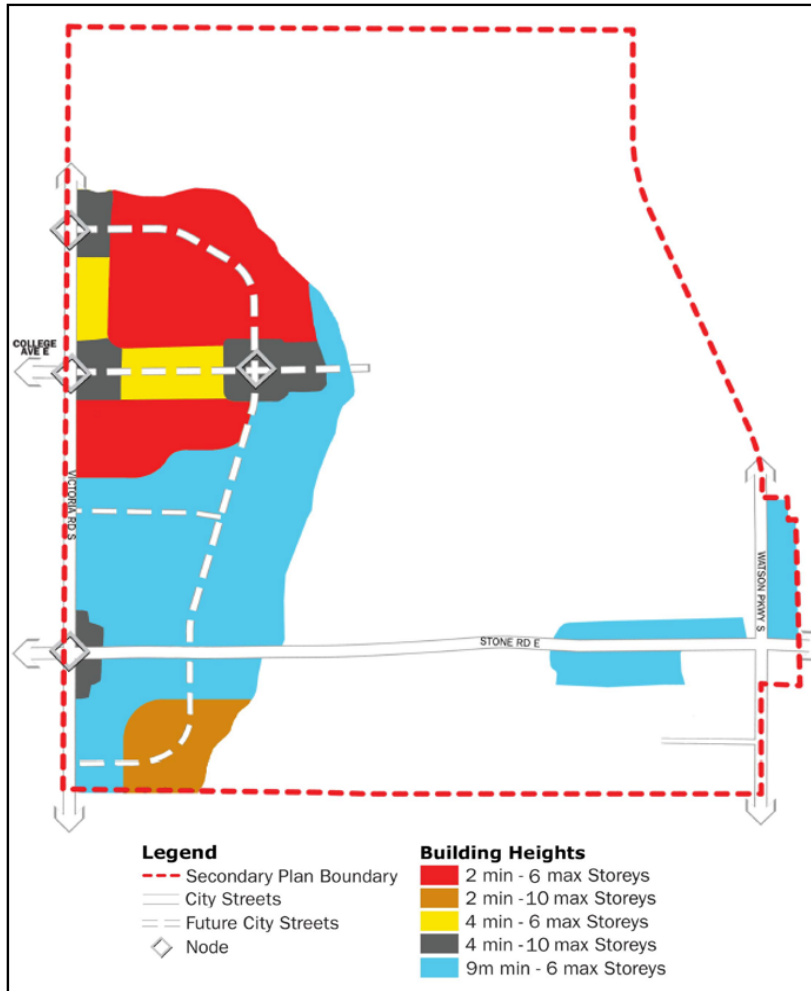 COLLEGE
AVE E
VICTORIA RD S
WATSON PKWY S
STONE RD E
Legend
Secondary Plan Boundary
City Streets
Future City Streets
Node
Building Heights
2 min - 6 max Storeys
2 min -10 max Storeys
4 min - 6 max Storeys
4 min -10 max Storeys
9m min - 6 max Storeys